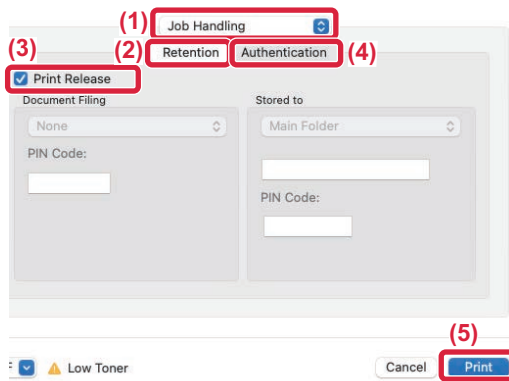 (1)
Job Handling
(3)
(2)
Retention
Authentication
(4)
Print Release
Document Filing
Stored to
None
Main Folder
PIN Code:
PIN Code:
(5)
F
Low Toner
Cancel
Print